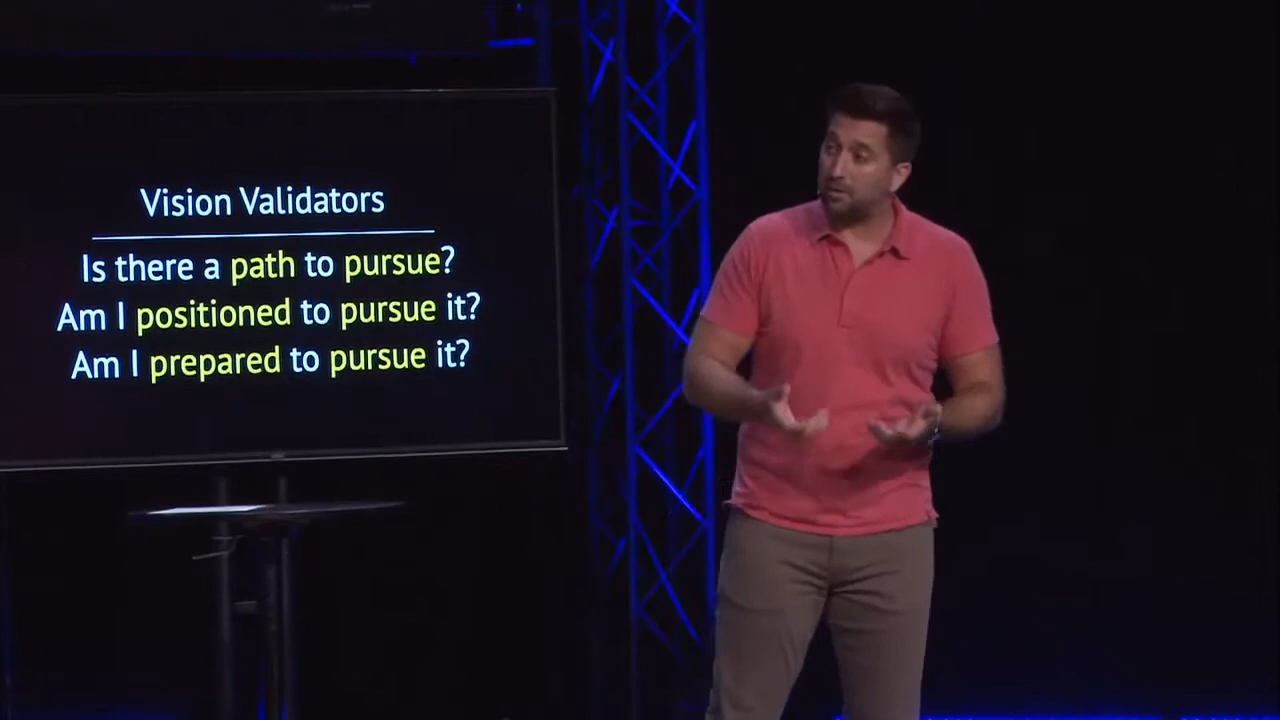 Vision Validators
Is there a path to pursue?
Am I positioned to pursue it?
Am I prepared to pursue it?